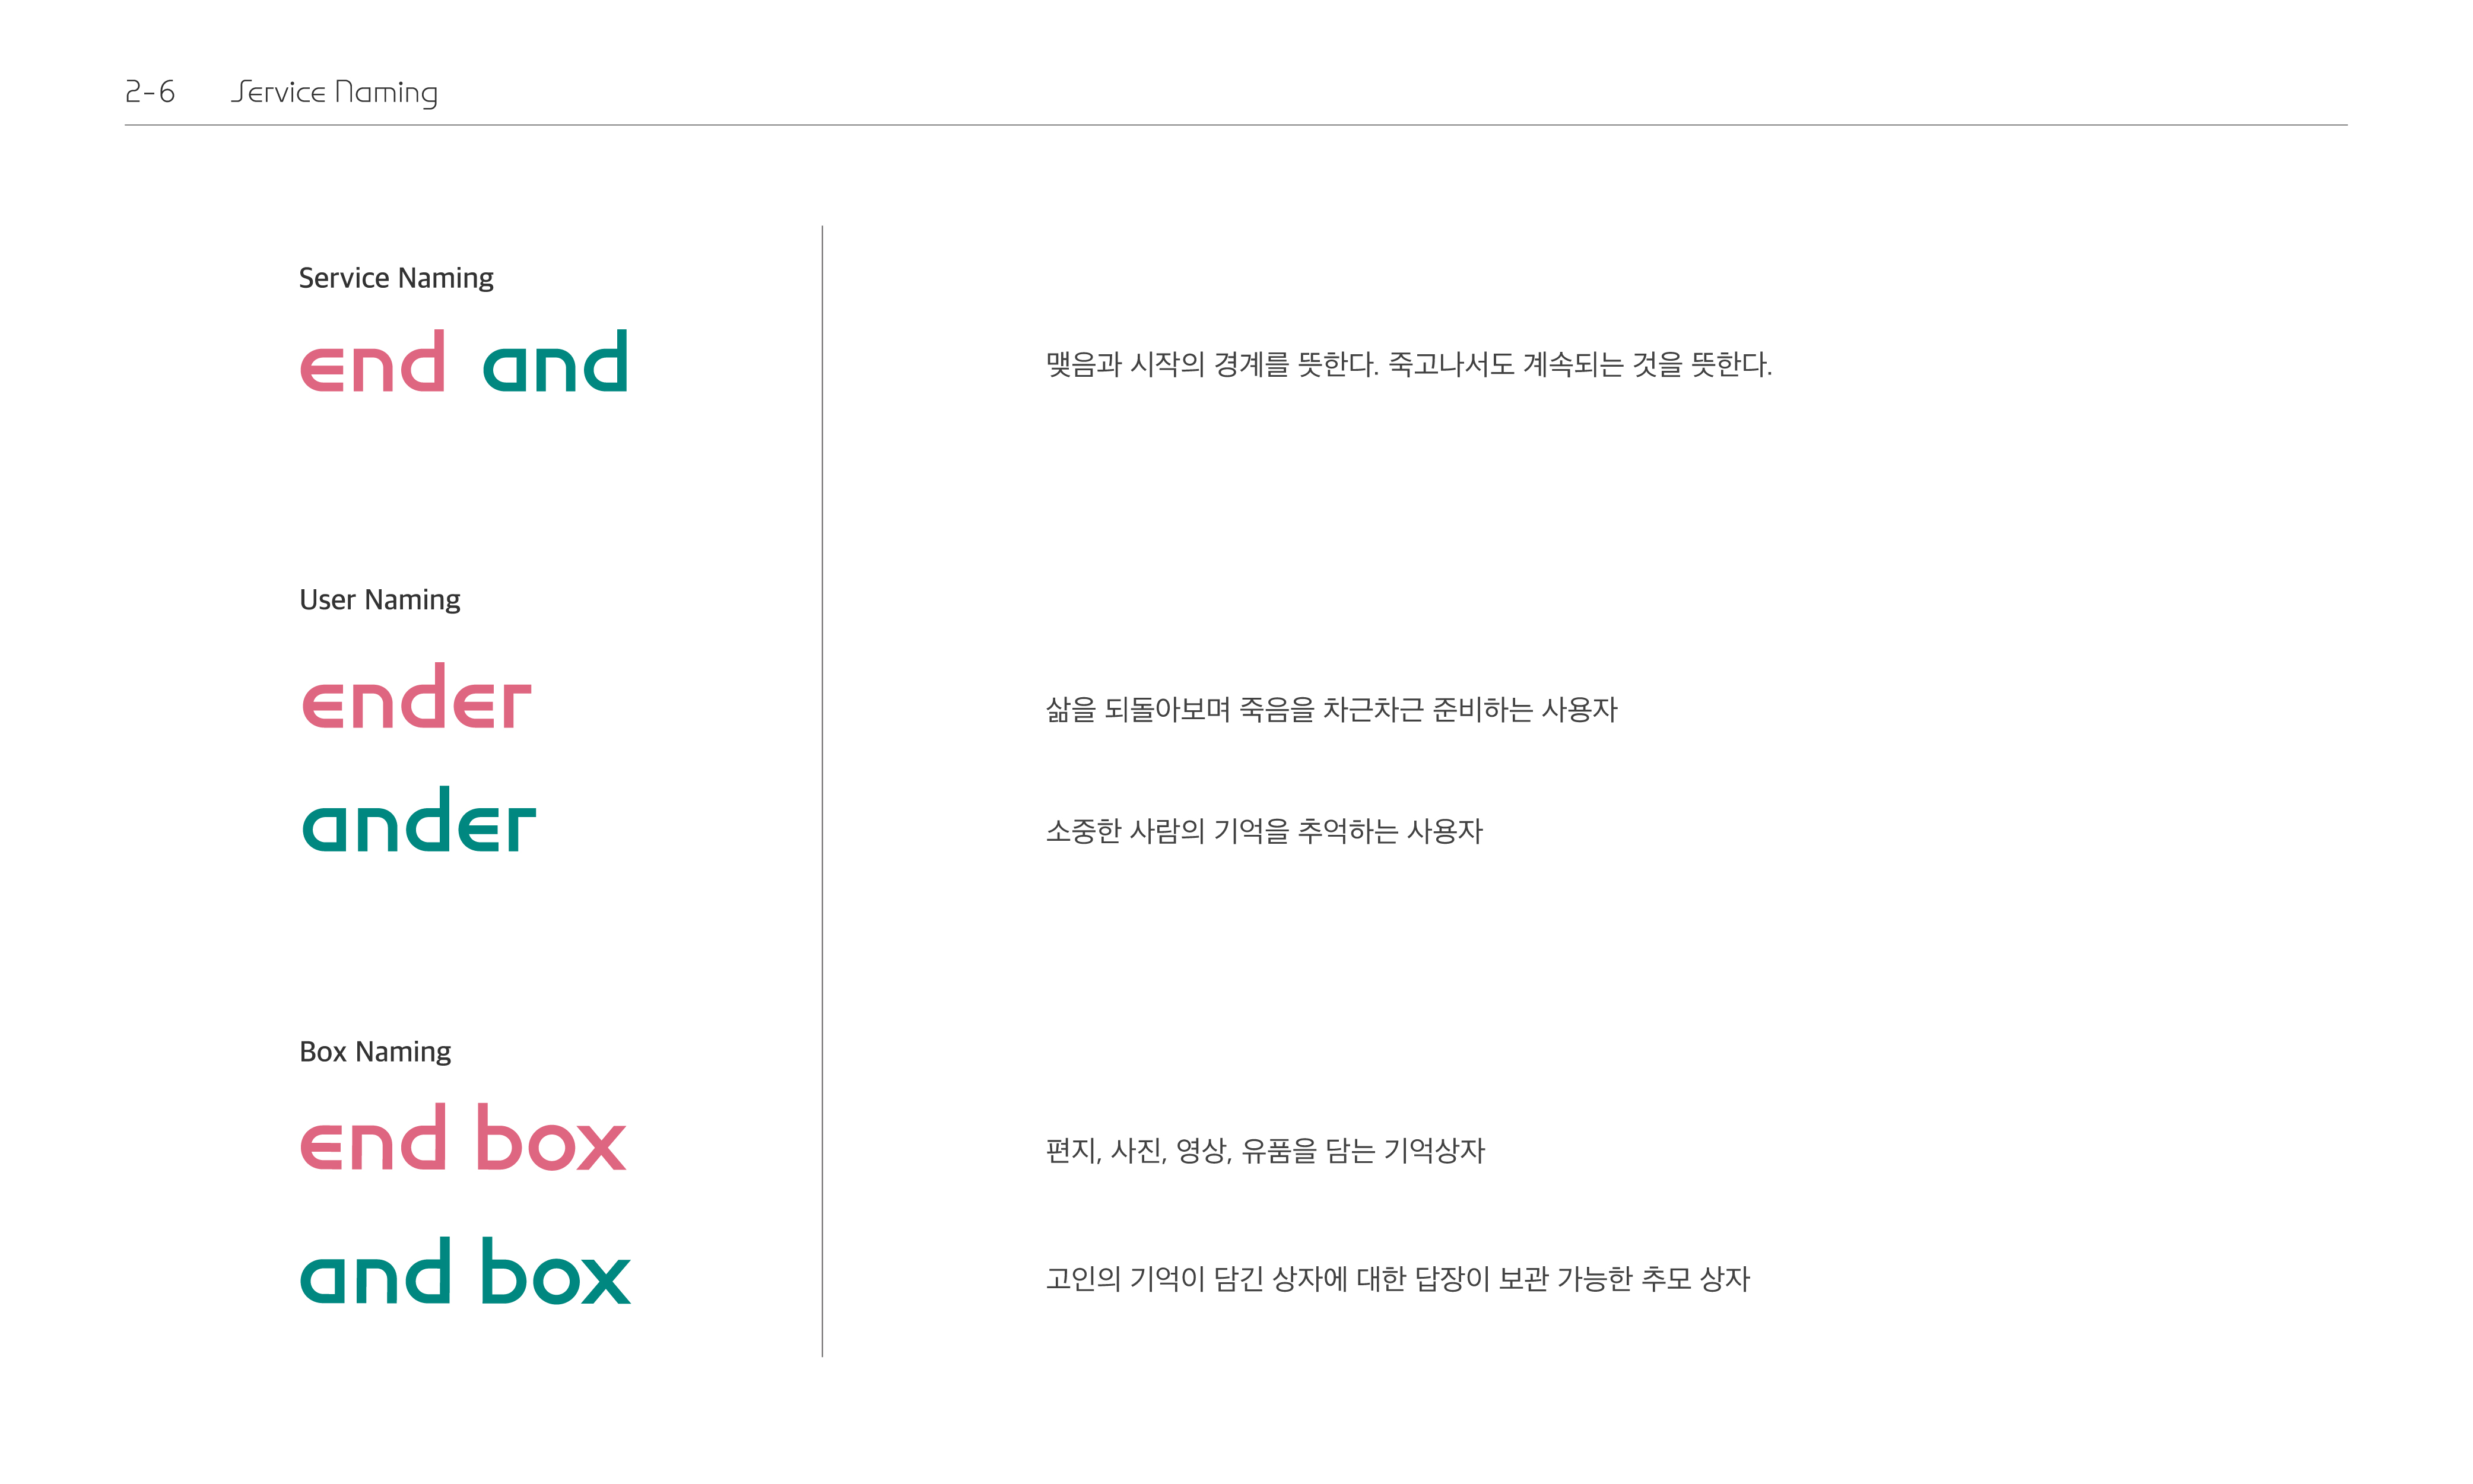 2-6 Service Naming
Service Naming
end and
맺음과 시작의 경계를 뜻한다. 죽고나서도 계속되는 것을 뜻한다.
User Naming
ender
삶을 되돌아보며 죽음을 차근차근 준비하는 사용자
ander
소중한 사람의 기억을 추억하는 사용자
Box Naming
end box
편지, 사진, 영상, 유품을 담는 기억상자
and box
고인의 기억이 담긴 상자에 대한 답장이 보관 가능한 추모 상자